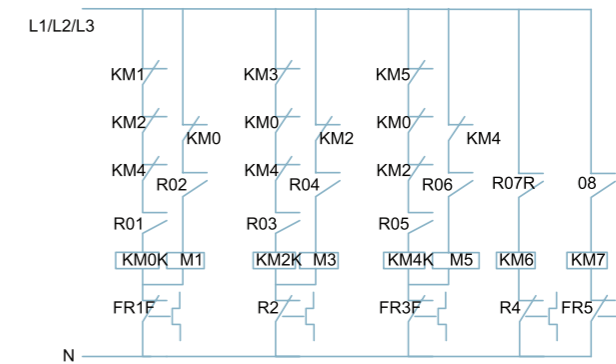 L1/L2/L3
KM1 KM3 KM5
KM2 KM0 KM0
KM0 KM2 KM4
KM4 KM4 KM2
R02 R04 R06 R07R 08
R01 R03 R05
KM0K M1 KM2K M3 KM4K M5 KM6 KM7
FR1F R2 FR3F R4 FR5
N